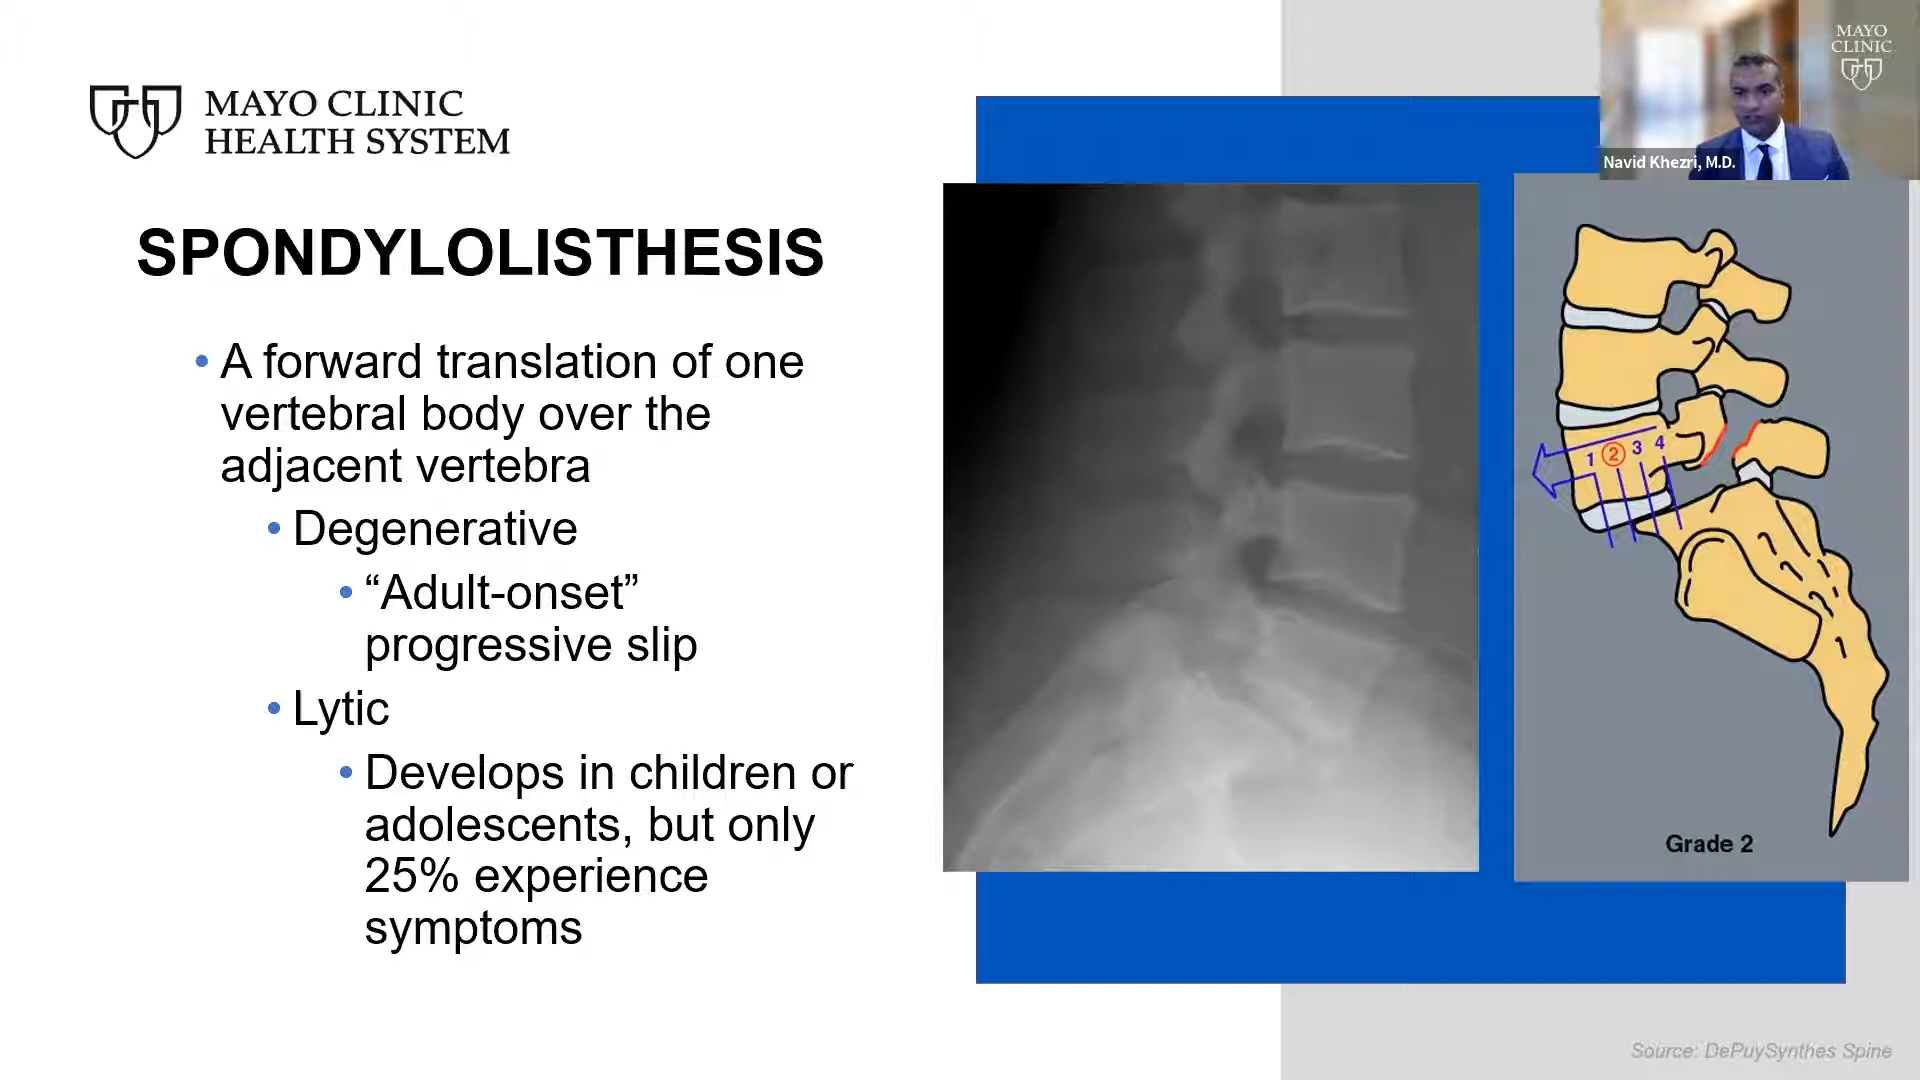 MAYO CLINIC
HEALTH SYSTEM
SPONDYLOLISTHESIS
• A forward translation of one
vertebral body over the
adjacent vertebra
• Degenerative
• “Adult-onset”
progressive slip
• Lytic
• Develops in children or
adolescents, but only
25% experience
symptoms
MAYO
CLINIC
Navid Khezri, M.D.
1 2 3 4
Grade 2
Source: DePuySynthes Spine